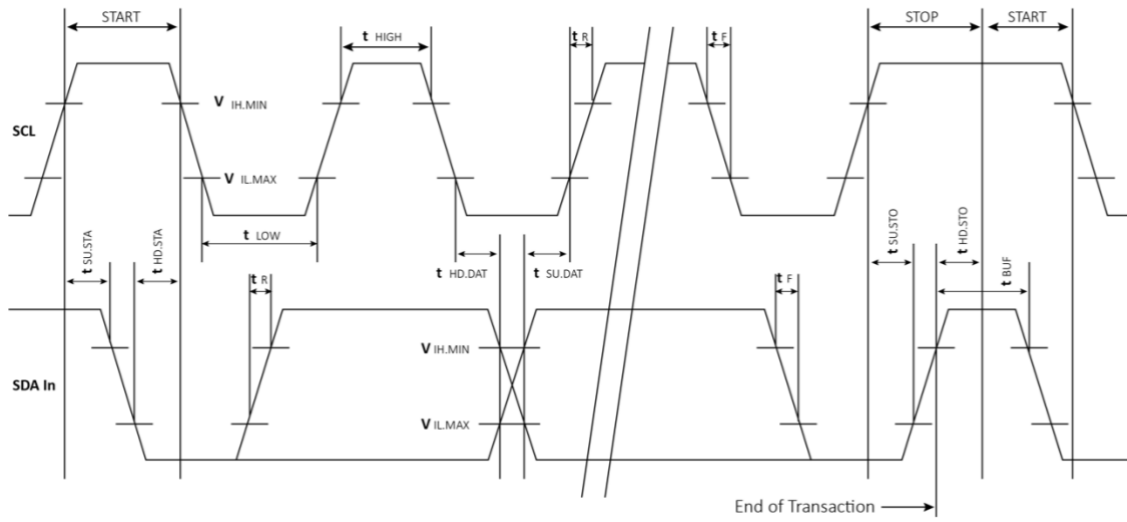 START
STOP
START
t HIGH
t R
t F
V IH.MIN
SCL
V IL.MAX
t SU.STA
t HD.STA
t LOW
t R
t HD.DAT
t SU.DAT
t F
t SU.STO
t HD.STO
t BUF
V IH.MIN
SDA In
V IL.MAX
End of Transaction